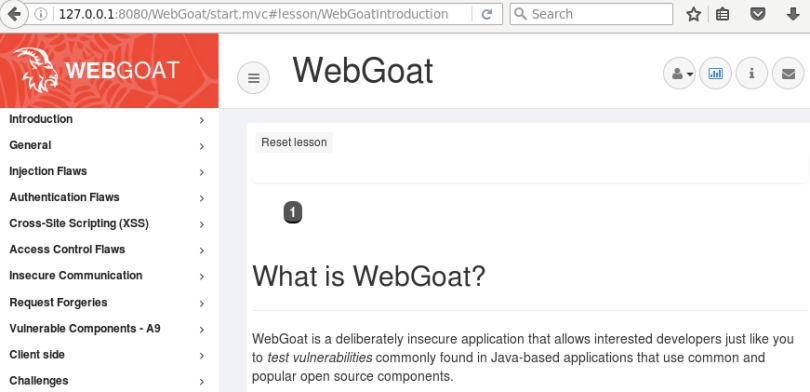 127.0.0.1:8080/WebGoat/start.mvc#lesson/WebGoatIntroduction
Search
WEBGOAT
WebGoat
Introduction
General
Injection Flaws
Authentication Flaws
Cross-Site Scripting (XSS)
Access Control Flaws
Insecure Communication
Request Forgeries
Vulnerable Components - A9
Client side
Challenges
Reset lesson
1
What is WebGoat?
WebGoat is a deliberately insecure application that allows interested developers just like you
to test vulnerabilities commonly found in Java-based applications that use common and
popular open source components.